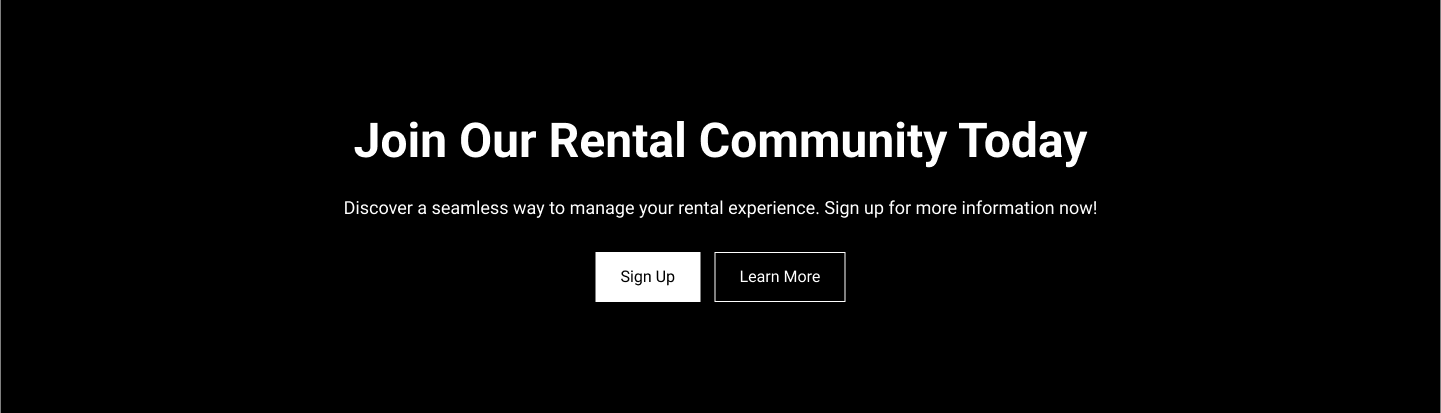 Join Our Rental Community Today
Discover a seamless way to manage your rental experience. Sign up for more information now!
Sign Up
Learn More